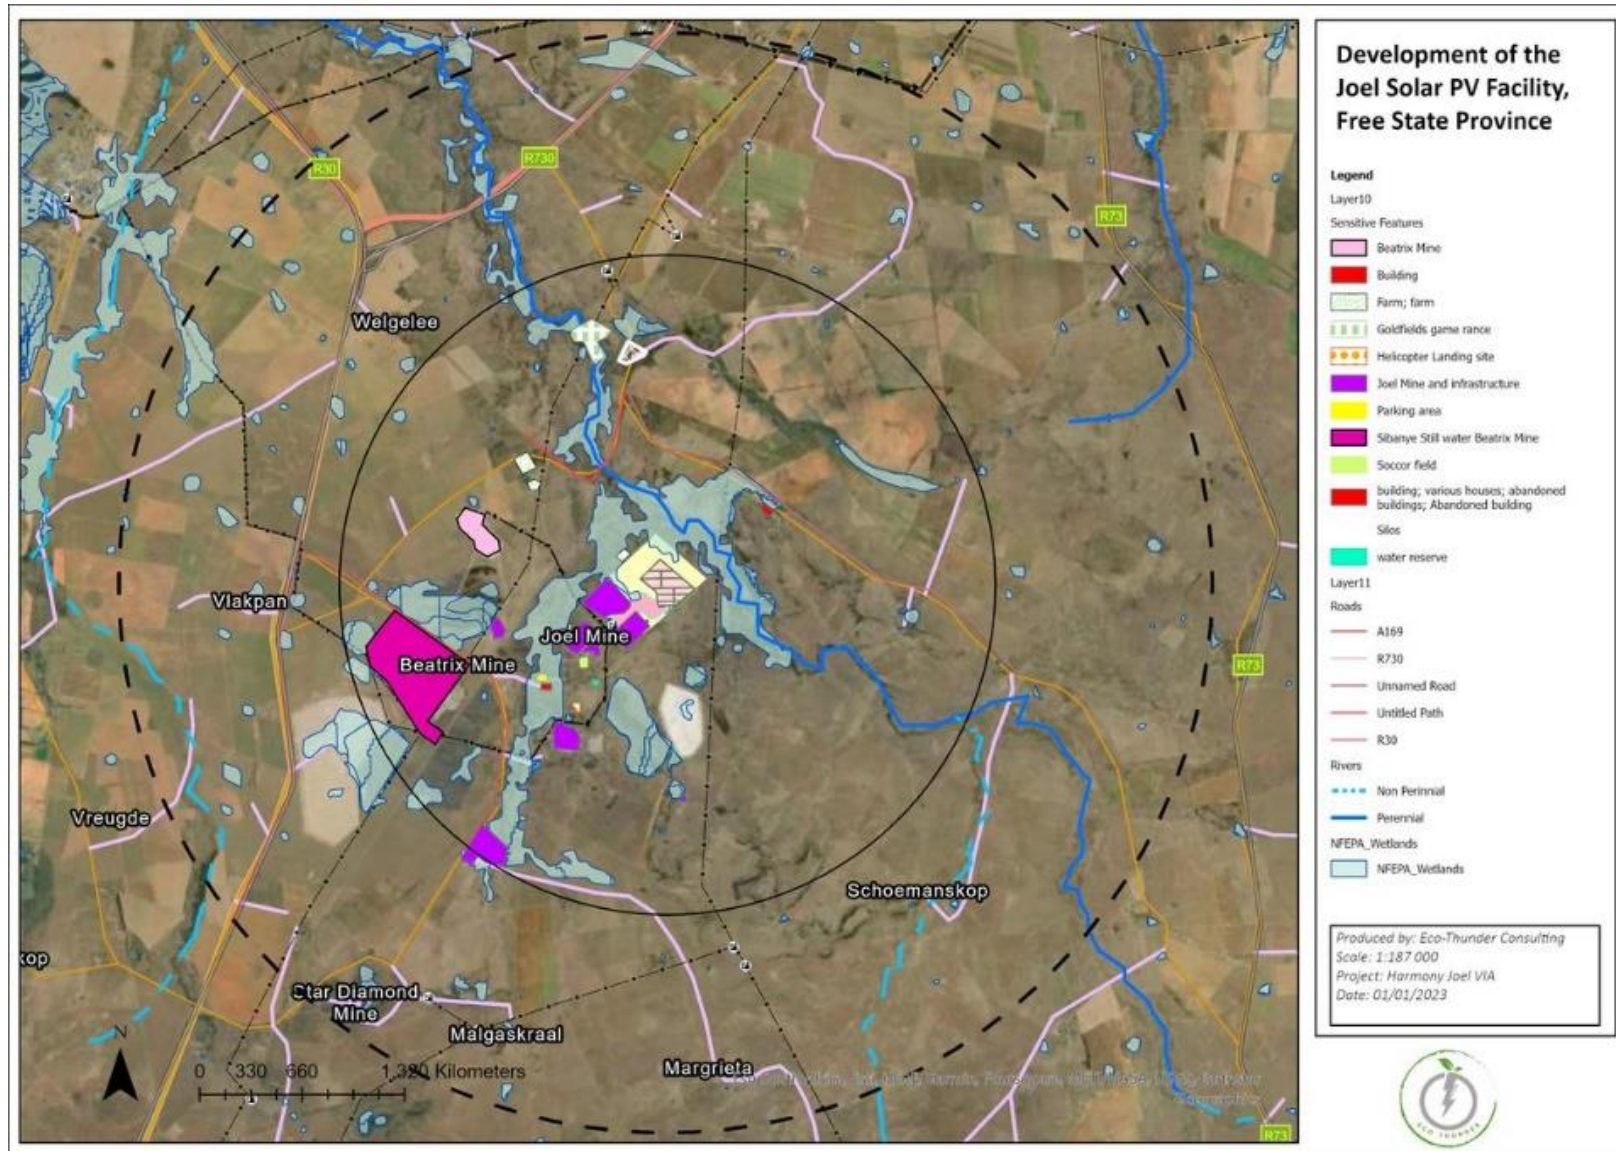 Development of the
Joel Solar PV Facility,
Free State Province
Legend
Layer10
Sensitive Features
Beatrix Mine
Building
Farm; farm
Goldfields game rance
Helicopter Landing site
Joel Mine and infrastructure
Parking area
Sibanye Still water Beatrix Mine
Soccor field
building; various houses; abandoned
buildings; Abandoned building
Silos
water reserve
Layer11
Roads
A169
R730
Unnamed Road
Untitled Path
R30
Rivers
Non Perinnial
Perennial
NFEPA_Wetlands
NFEPA_Wetlands
Produced by: Eco-Thunder Consulting
Scale: 1:187 000
Project: Harmony Joel VIA
Date: 01/01/2023
ECO THUNDER
R30
R730
R73
Welgelee
Vlakpan
Joel Mine
Beatrix Mine
R73
Vreugde
Schoemanskop
kop
Star Diamond
Mine
Malgaskraal
Margrieta
N
0 330 660 1,320 Kilometers
R73